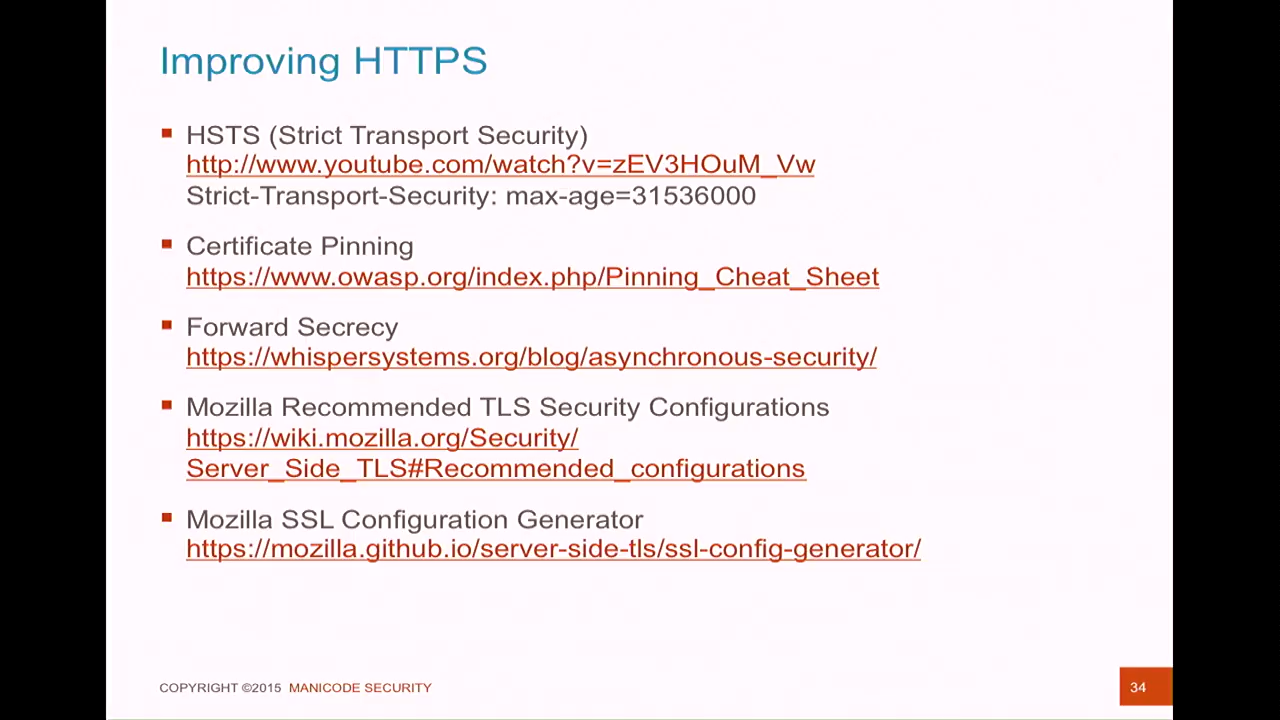 Improving HTTPS
HSTS (Strict Transport Security)
http://www.youtube.com/watch?v=zEV3HOuM_Vw
Strict-Transport-Security: max-age=31536000
Certificate Pinning
https://www.owasp.org/index.php/Pinning_Cheat_Sheet
Forward Secrecy
https://whispersystems.org/blog/asynchronous-security/
Mozilla Recommended TLS Security Configurations
https://wiki.mozilla.org/Security/
Server_Side_TLS#Recommended_configurations
Mozilla SSL Configuration Generator
https://mozilla.github.io/server-side-tls/ssl-config-generator/
COPYRIGHT ©2015 MANICODE SECURITY
34